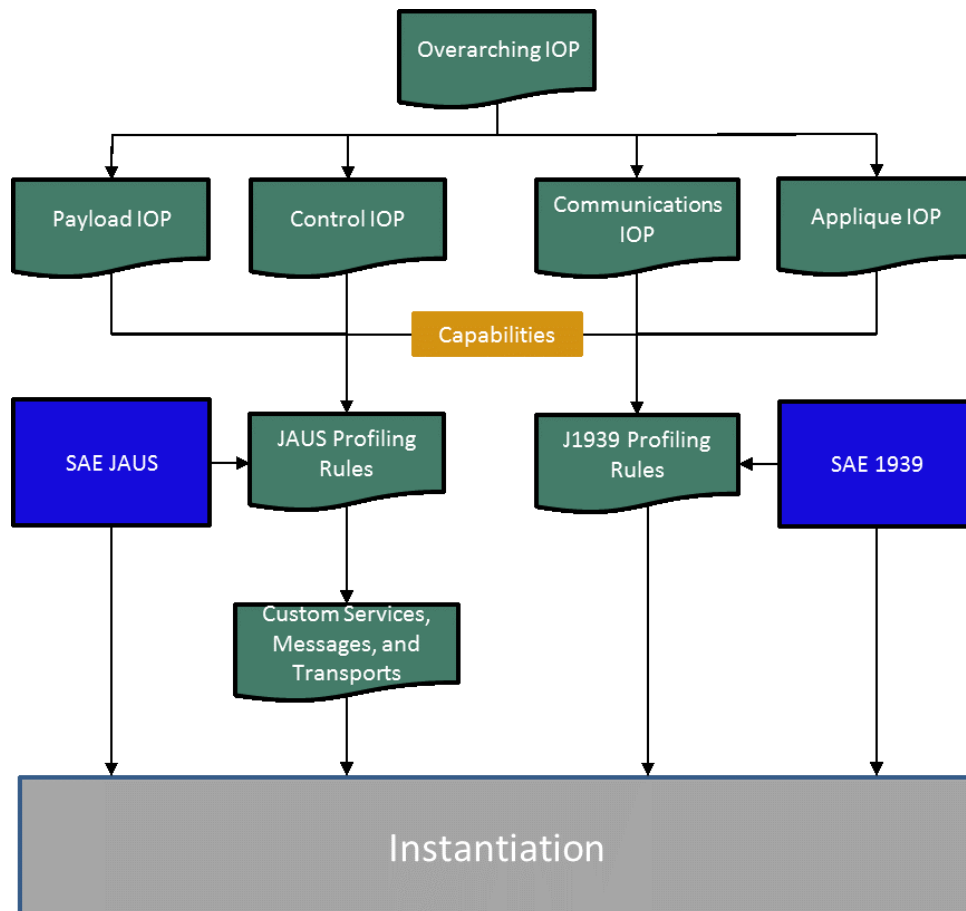 Overarching IOP
Payload IOP
Control IOP
Communications
IOP
Applique IOP
Capabilities
SAE JAUS
JAUS Profiling
Rules
J1939 Profiling
Rules
SAE 1939
Custom Services,
Messages, and
Transports
Instantiation